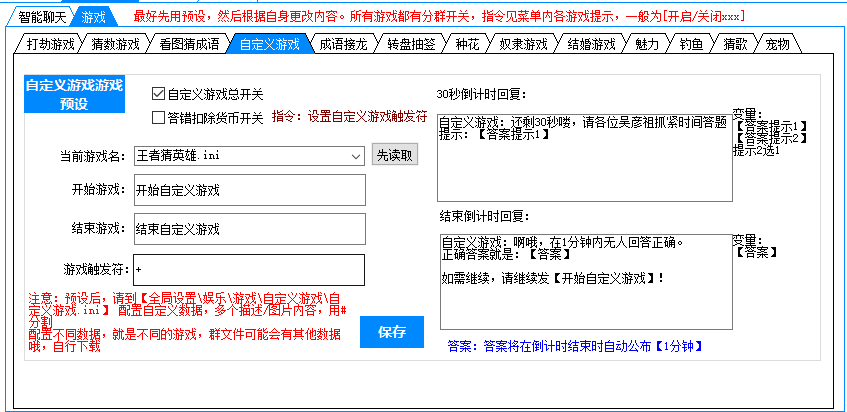 智能聊天 游戏 最好先用预设，然后根据自身更改内容。所有游戏都有分群开关，指令见菜单内各游戏提示，一般为[开启/关闭xxx]
打劫游戏 猜数游戏 看图猜成语 自定义游戏 成语接龙 转盘抽签 种花 奴隶游戏 结婚游戏 魅力 钓鱼 猜歌 宠物
自定义游戏游戏
预设
自定义游戏总开关
答错扣除货币开关 指令：设置自定义游戏触发符
当前游戏名： 王者猜英雄.ini 先读取
开始游戏： 开始自定义游戏
结束游戏： 结束自定义游戏
游戏触发符： +
注意：预设后，请到【全局设置\娱乐\游戏\自定义游戏\自
定义游戏.ini】 配置自定义数据，多个描述/图片内容，用#
分割
配置不同数据，就是不同的游戏，群文件可能会有其他数据
哦，自行下载
保存
30秒倒计时回复：
自定义游戏：还剩30秒喽，请各位吴彦祖抓紧时间答题
提示：【答案提示1】
变量：
【答案提示1】
【答案提示2】
提示2选1
结束倒计时回复：
自定义游戏：啊哦，在1分钟内无人回答正确。
正确答案就是：【答案】
如需继续，请继续发【开始自定义游戏】！
变量：
【答案】
答案：答案将在倒计时结束时自动公布【1分钟】